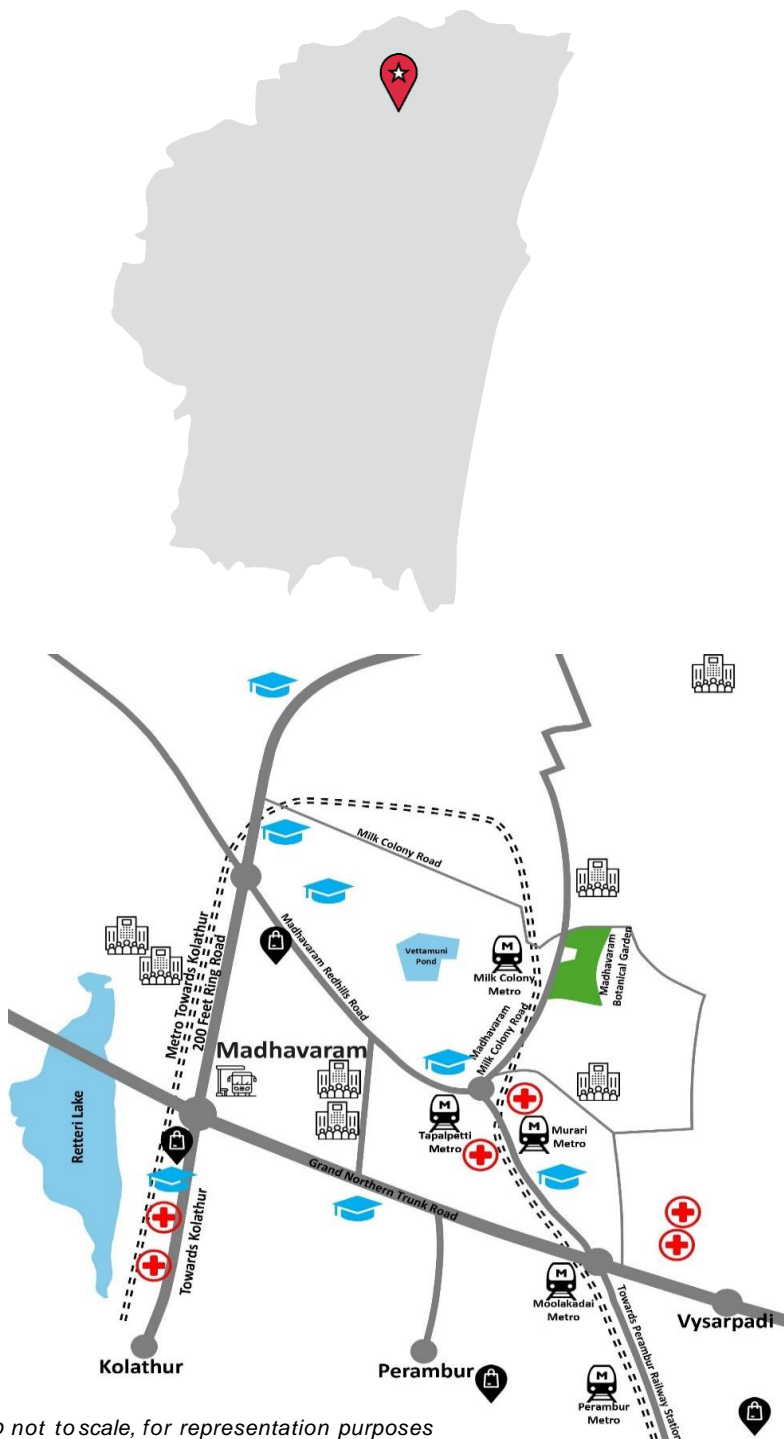 Milk Colony Road
Metro Towards Kolathur
200 Feet Ring Road
Madhavaram Redhills Road
Vettamuni
Pond
M
Milk Colony
Metro
Madhavaram
Botanical Garden
Madhavaram
Milk Colony Road
Madhavaram
Retteri Lake
M
Tapalpetti
Metro
M
Murari
Metro
Grand Northern Trunk Road
Towards Kolathur
M
Moolakadai
Metro
Vysarpadi
Kolathur
Perambur
Towards Perambur Railway Station
M
Perambur
Metro
not to scale, for representation purposes